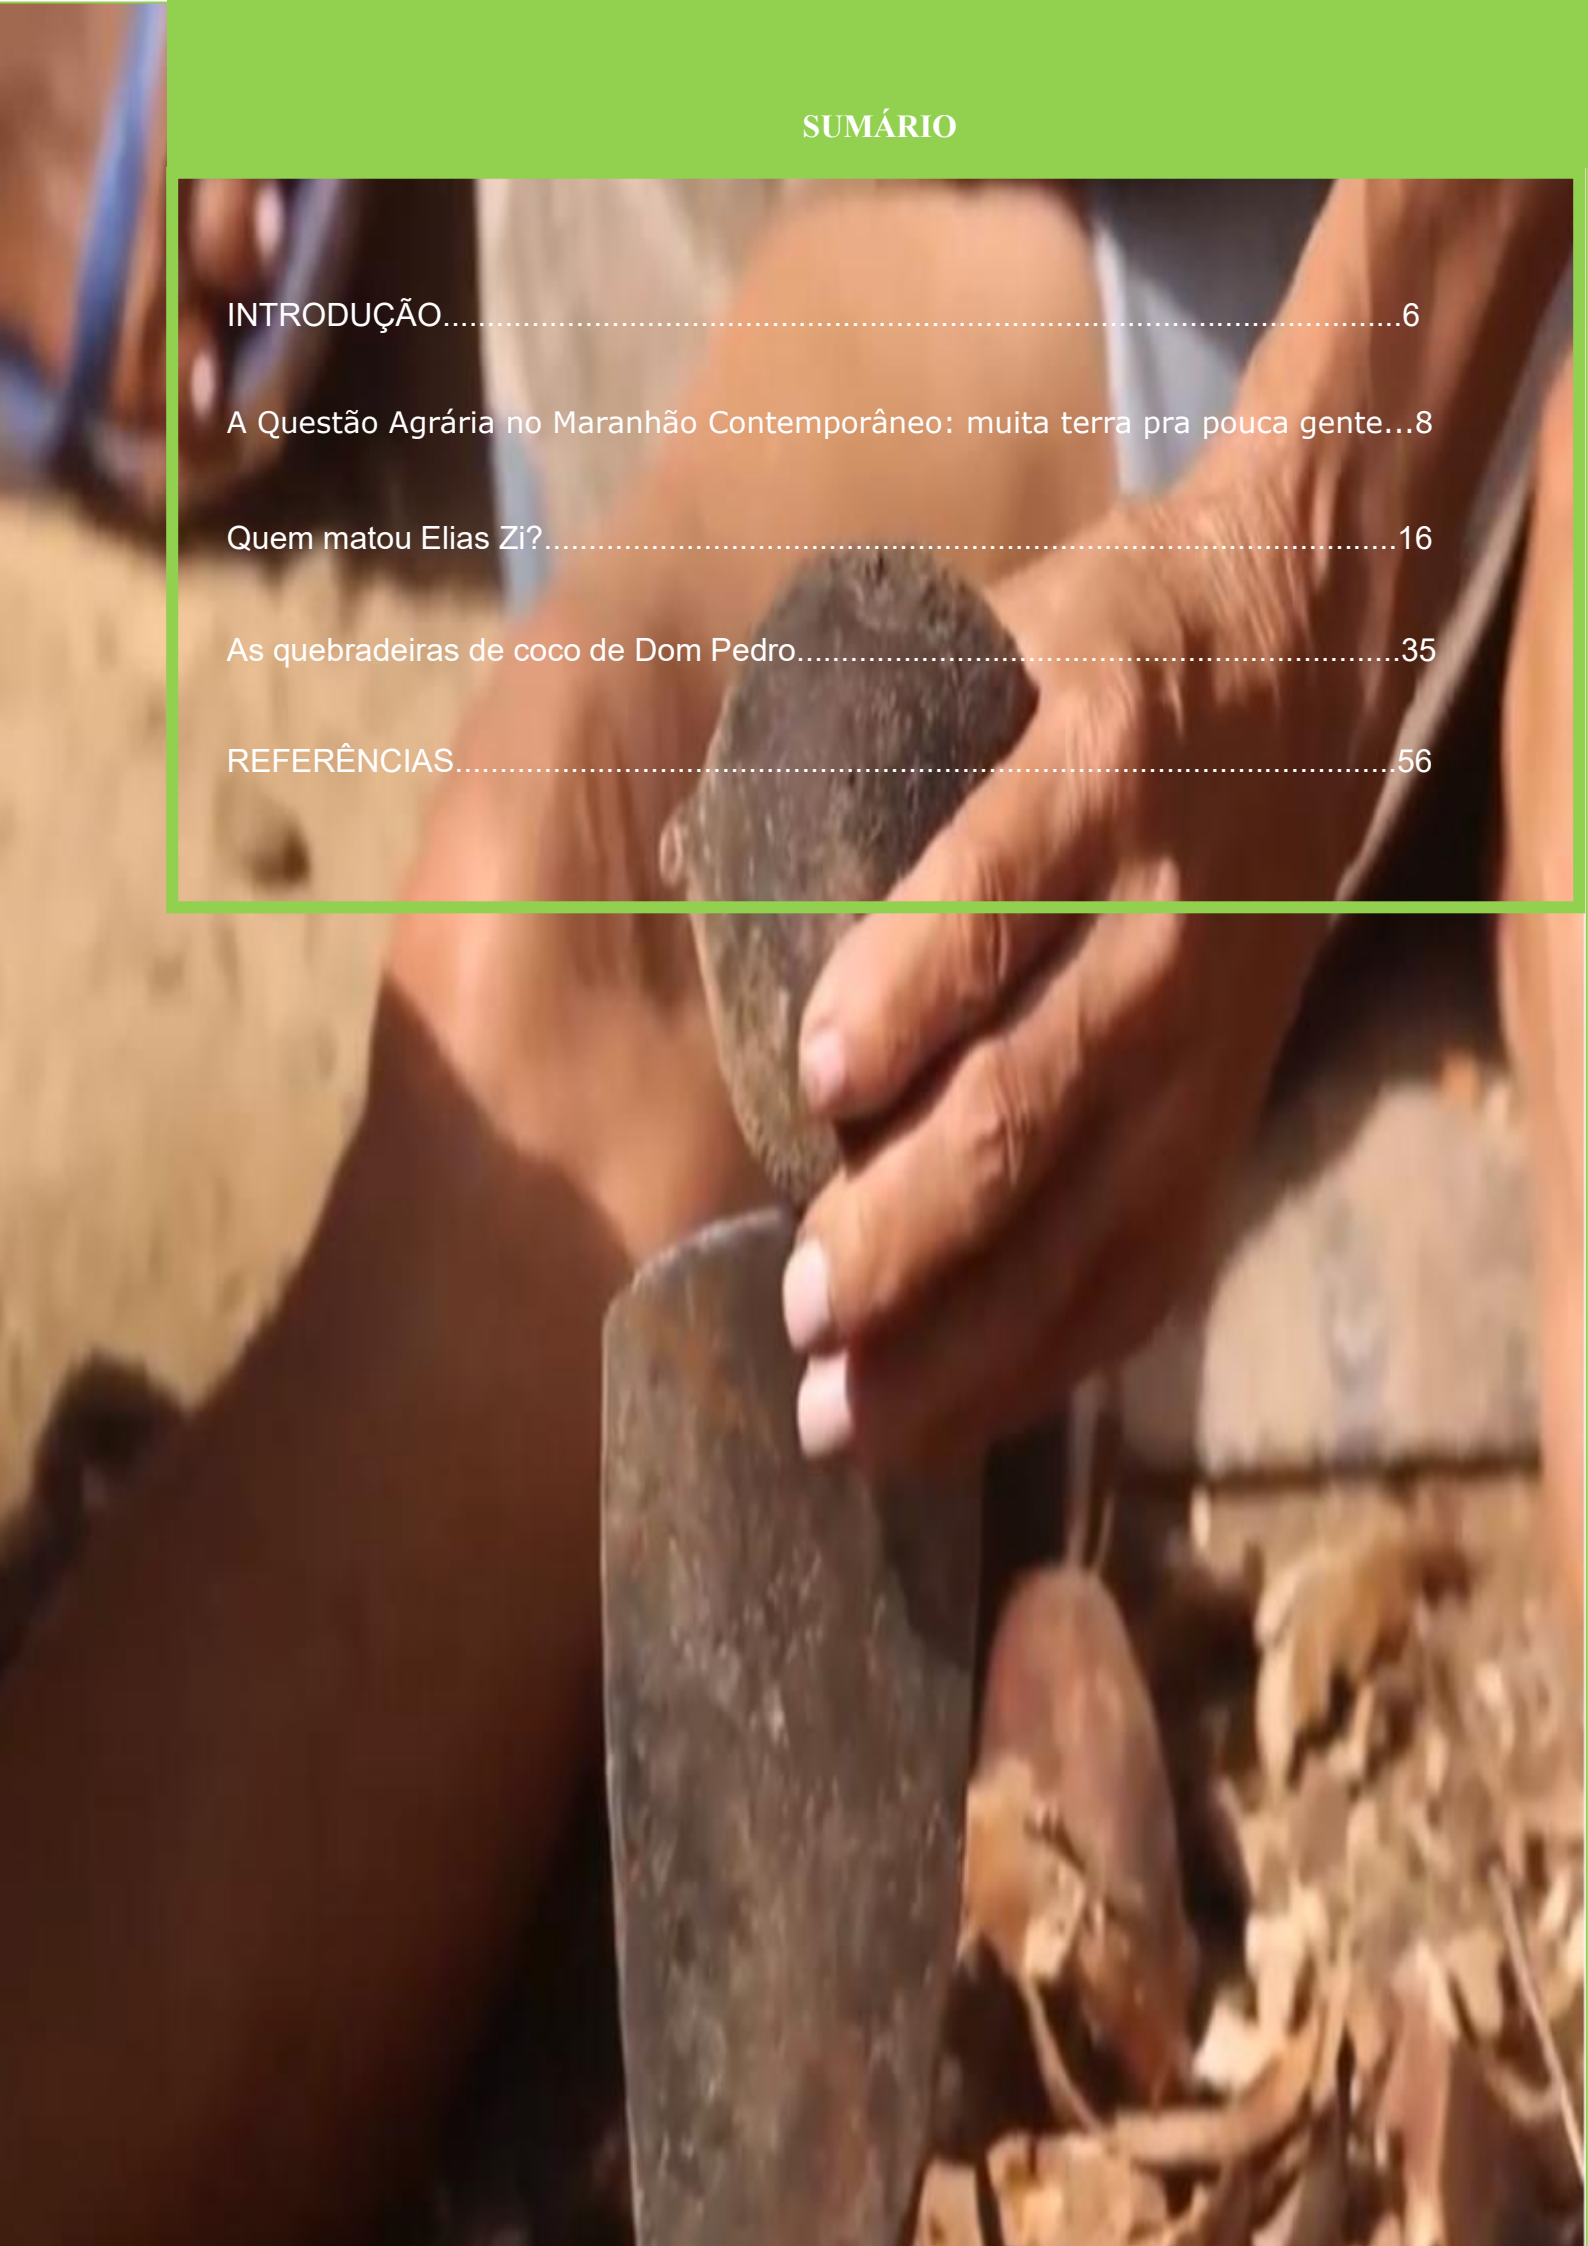 SUMÁRIO
INTRODUÇÃO..............................................................................................................6
A Questão Agrária no Maranhão Contemporâneo: muita terra pra pouca gente...8
Quem matou Elias Zi?.................................................................................................16
As quebradeiras de coco de Dom Pedro....................................................................35
REFERÊNCIAS..........................................................................................................56